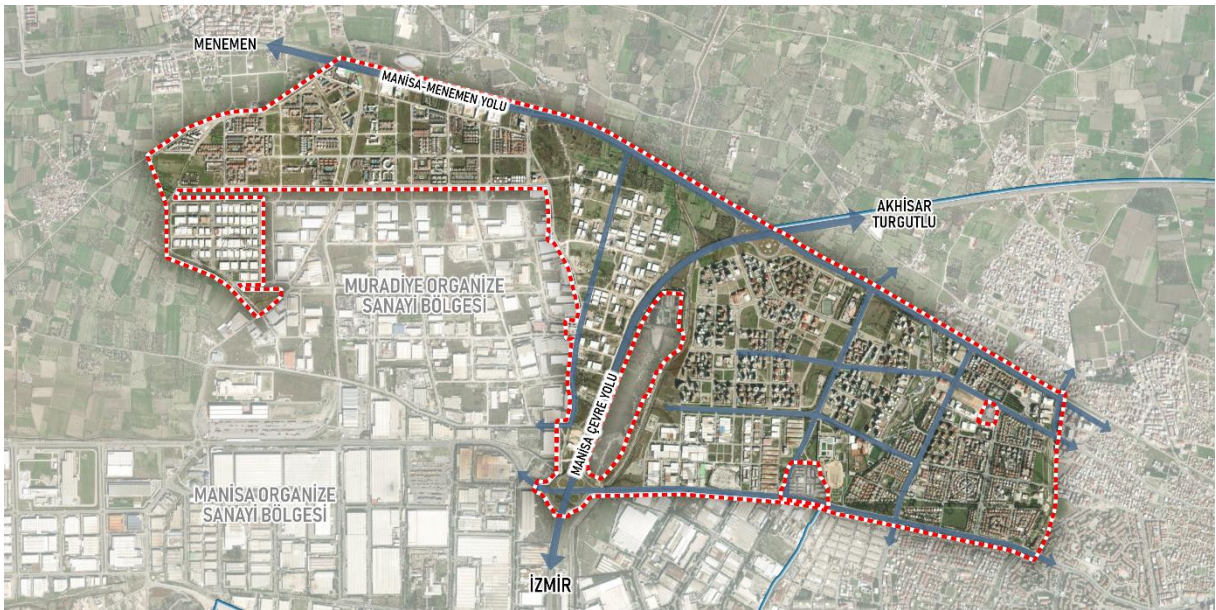 MENEMEN
MANİSA-MENEMEN YOLU
AKHİSAR
TURGUTLU
MURADİYE ORGANİZE
SANAYİ BÖLGESİ
MANİSA ÇEVRE YOLU
MANİSA ORGANİZE
SANAYİ BÖLGESİ
İZMİR